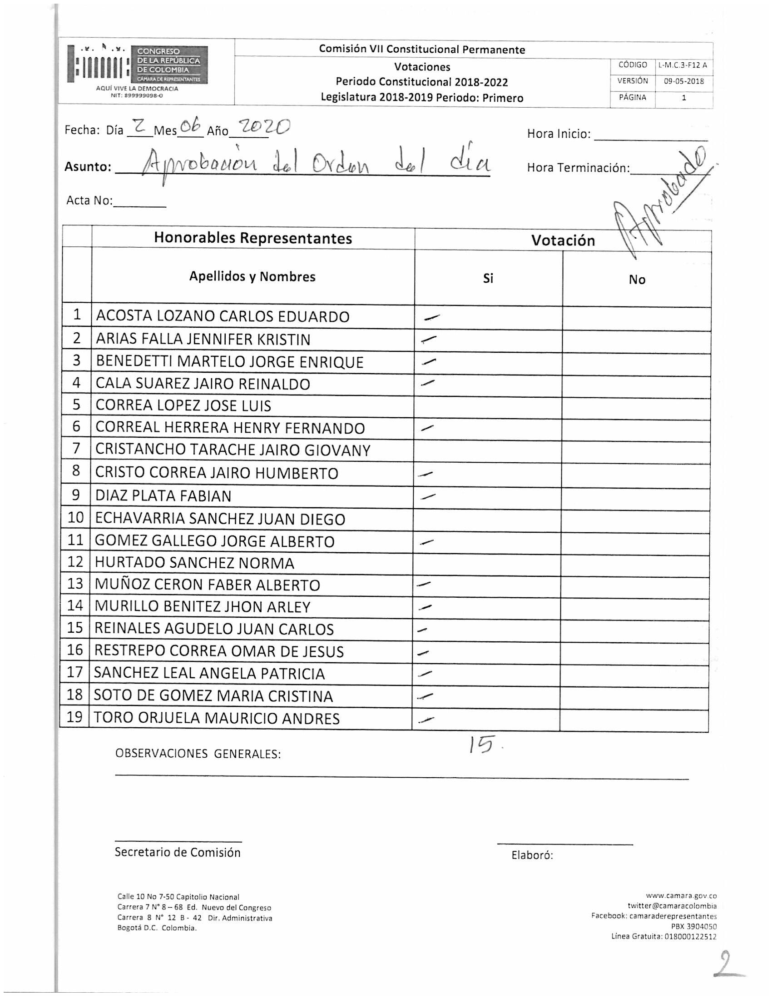 CONGRESO
DE LA REPÚBLICA
DE COLOMBIA
CÁMARA DE REPRESENTANTES
AQUÍ VIVE LA DEMOCRACIA
NIT: 899999098-0
Comisión VII Constitucional Permanente
Votaciones
Periodo Constitucional 2018-2022
Legislatura 2018-2019 Periodo: Primero
CÓDIGO L-M.C.3-F12 A
VERSIÓN 09-05-2018
PÁGINA 1
Fecha: Día 2 Mes 06 Año 2020
Hora Inicio:
Asunto: Aprobación del Orden del día
Hora Terminación:
Aprobado
Acta No:
Honorables Representantes Votación
Apellidos y Nombres Si No
1 ACOSTA LOZANO CARLOS EDUARDO –
2 ARIAS FALLA JENNIFER KRISTIN –
3 BENEDETTI MARTELO JORGE ENRIQUE –
4 CALA SUAREZ JAIRO REINALDO –
5 CORREA LOPEZ JOSE LUIS
6 CORREAL HERRERA HENRY FERNANDO –
7 CRISTANCHO TARACHE JAIRO GIOVANY
8 CRISTO CORREA JAIRO HUMBERTO –
9 DIAZ PLATA FABIAN –
10 ECHAVARRIA SANCHEZ JUAN DIEGO
11 GOMEZ GALLEGO JORGE ALBERTO –
12 HURTADO SANCHEZ NORMA
13 MUÑOZ CERON FABER ALBERTO –
14 MURILLO BENITEZ JHON ARLEY –
15 REINALES AGUDELO JUAN CARLOS –
16 RESTREPO CORREA OMAR DE JESUS –
17 SANCHEZ LEAL ANGELA PATRICIA –
18 SOTO DE GOMEZ MARIA CRISTINA –
19 TORO ORJUELA MAURICIO ANDRES –
15.
OBSERVACIONES GENERALES:
Secretario de Comisión
Elaboró:
Calle 10 No 7-50 Capitolio Nacional
Carrera 7 N° 8 – 68 Ed. Nuevo del Congreso
Carrera 8 N° 12 B - 42 Dir. Administrativa
Bogotá D.C. Colombia.
www.camara.gov.co
twitter@camaracolombia
Facebook: camaraderepresentantes
PBX 3904050
Línea Gratuita: 018000122512
2